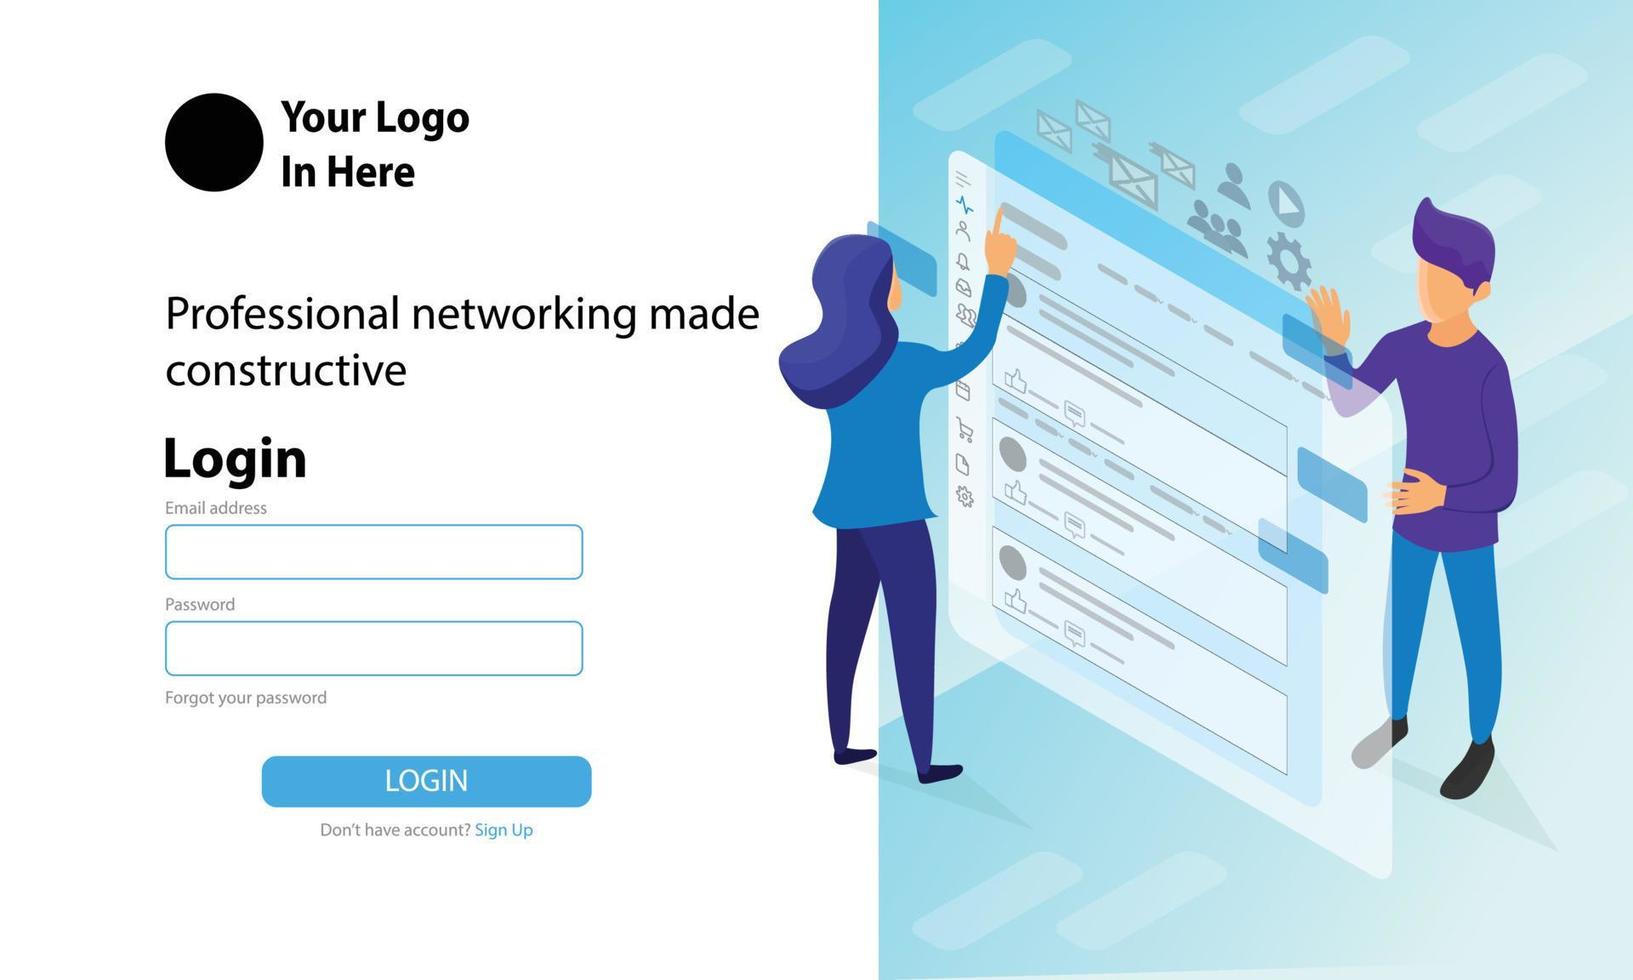 Your Logo
In Here
Professional networking made
constructive
Login
Email address
Password
Forgot your password
LOGIN
Don’t have account? Sign Up